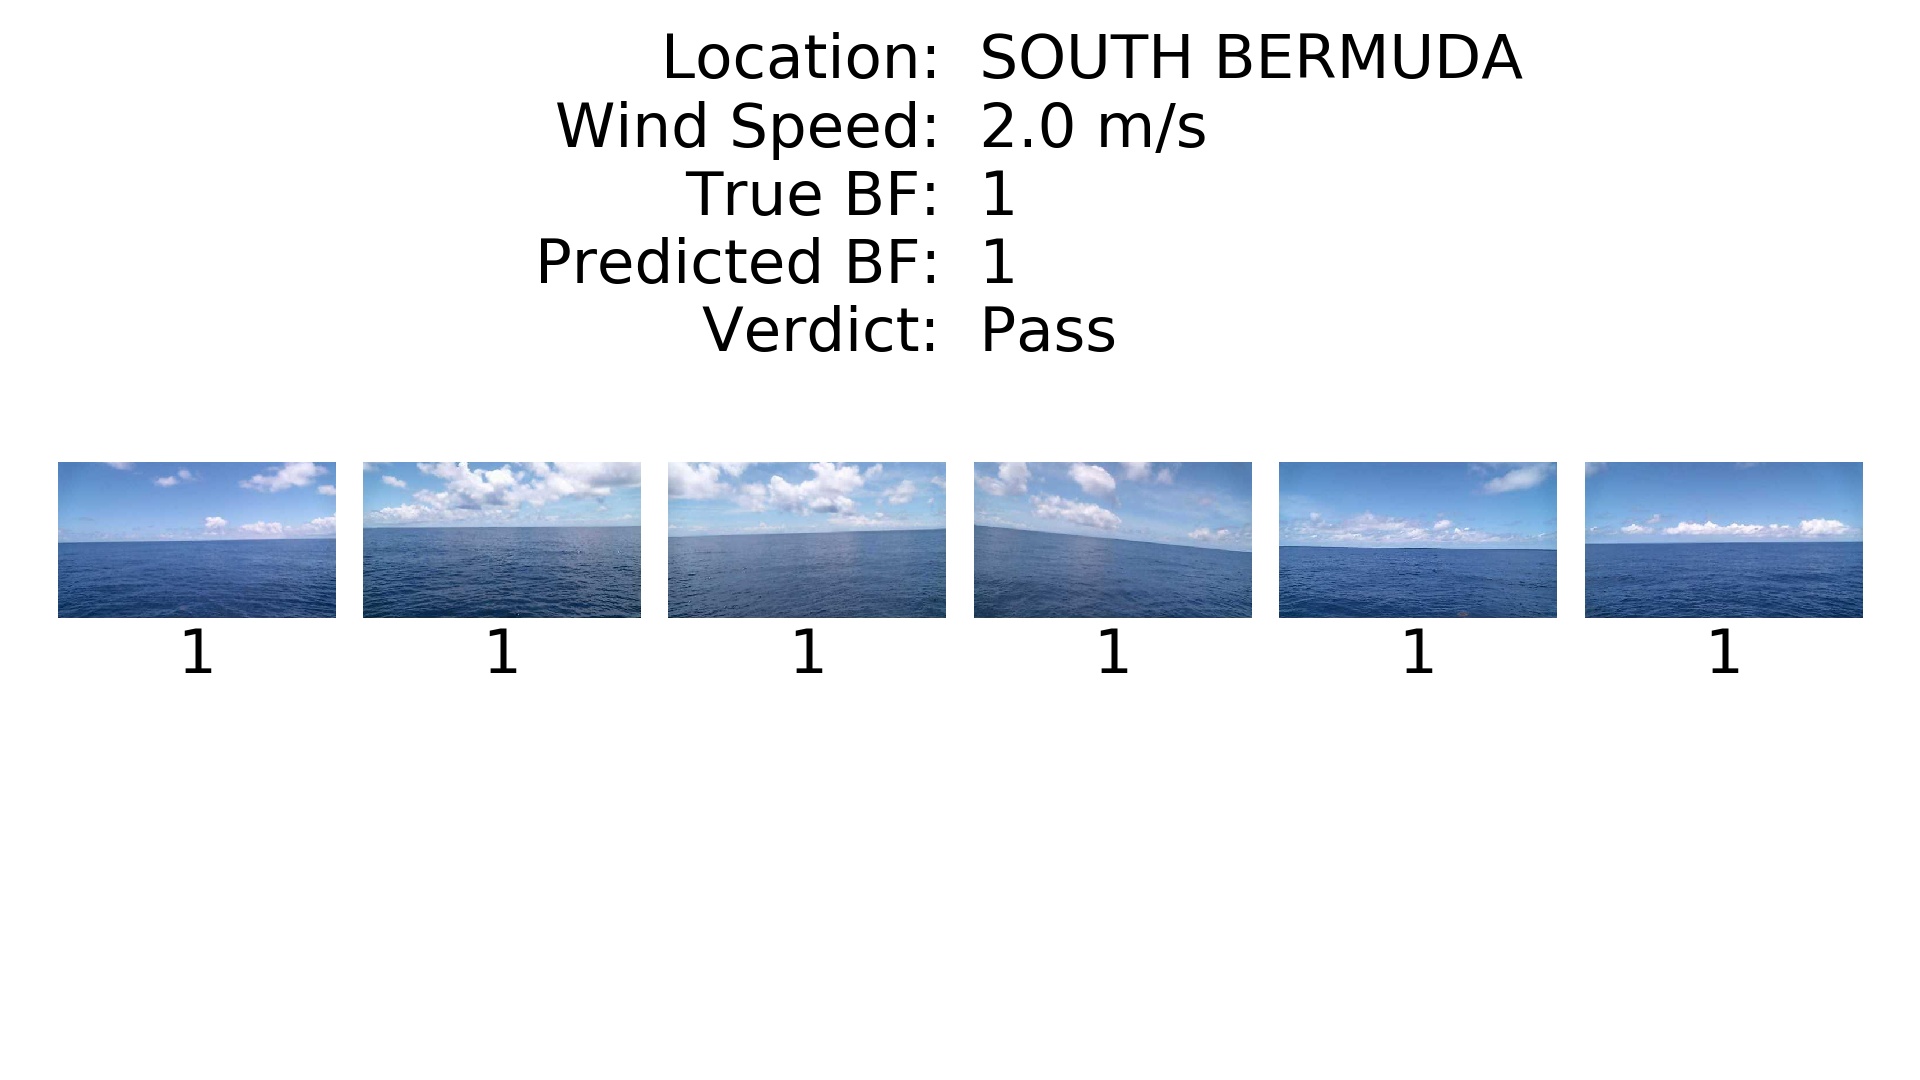 Location: SOUTH BERMUDA
Wind Speed: 2.0 m/s
True BF: 1
Predicted BF: 1
Verdict: Pass
1 1 1 1 1 1